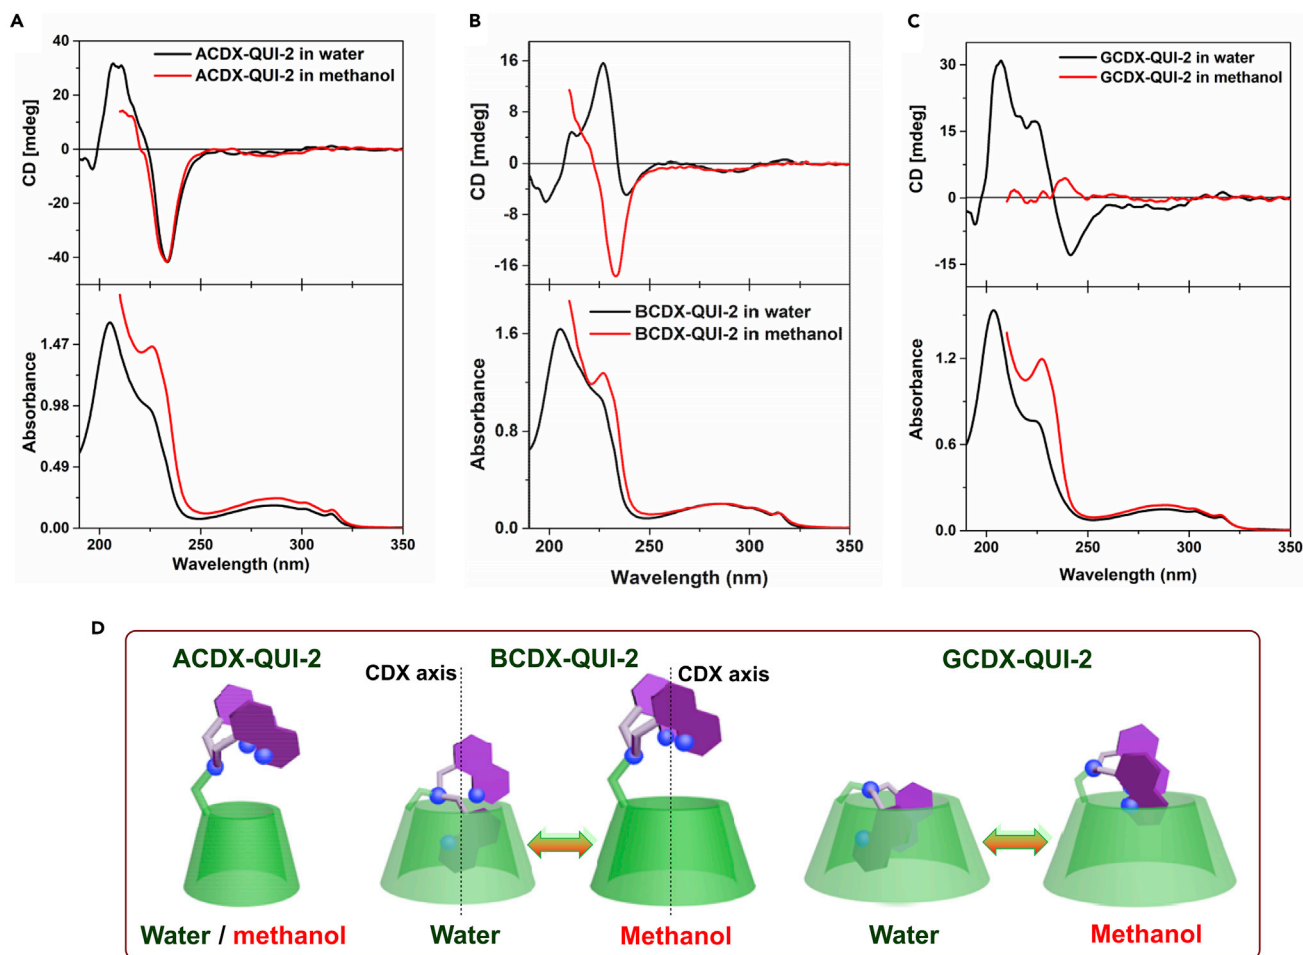 A
40
20
0
-20
-40
CD [mdeg]
ACDX-QUI-2 in water
ACDX-QUI-2 in methanol
1.47
0.98
0.49
0.00
Absorbance
200
250
300
350
Wavelength (nm)
B
16
8
0
-8
-16
CD [mdeg]
BCDX-QUI-2 in water
BCDX-QUI-2 in methanol
1.6
0.8
0.0
Absorbance
200
250
300
350
Wavelength (nm)
C
30
15
0
-15
CD [mdeg]
GCDX-QUI-2 in water
GCDX-QUI-2 in methanol
1.2
0.6
0.0
Absorbance
200
250
300
350
Wavelength (nm)
D
ACDX-QUI-2
BCDX-QUI-2
GCDX-QUI-2
CDX axis
CDX axis
Water / methanol
Water
Methanol
Water
Methanol